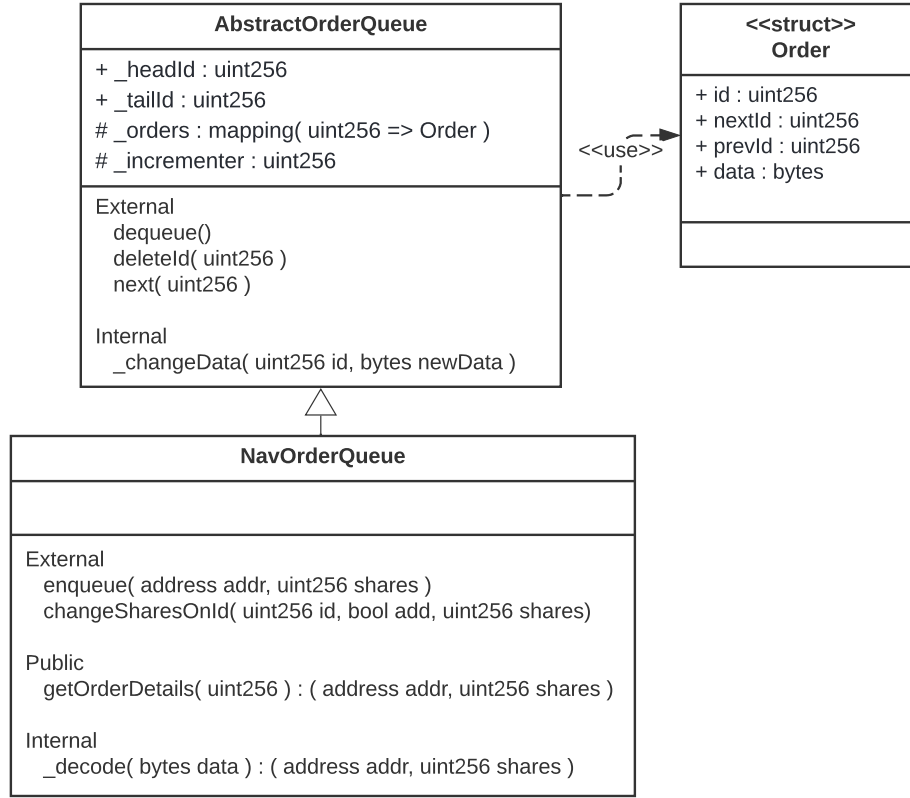 AbstractOrderQueue
+ _headId : uint256
+ _tailId : uint256
# _orders : mapping( uint256 => Order )
# _incrementer : uint256
External
dequeue()
deleteId( uint256 )
next( uint256 )
Internal
_changeData( uint256 id, bytes newData )
<<use>>
<<struct>>
Order
+ id : uint256
+ nextId : uint256
+ prevId : uint256
+ data : bytes
NavOrderQueue
External
enqueue( address addr, uint256 shares )
changeSharesOnId( uint256 id, bool add, uint256 shares)
Public
getOrderDetails( uint256 ) : ( address addr, uint256 shares )
Internal
_decode( bytes data ) : ( address addr, uint256 shares )